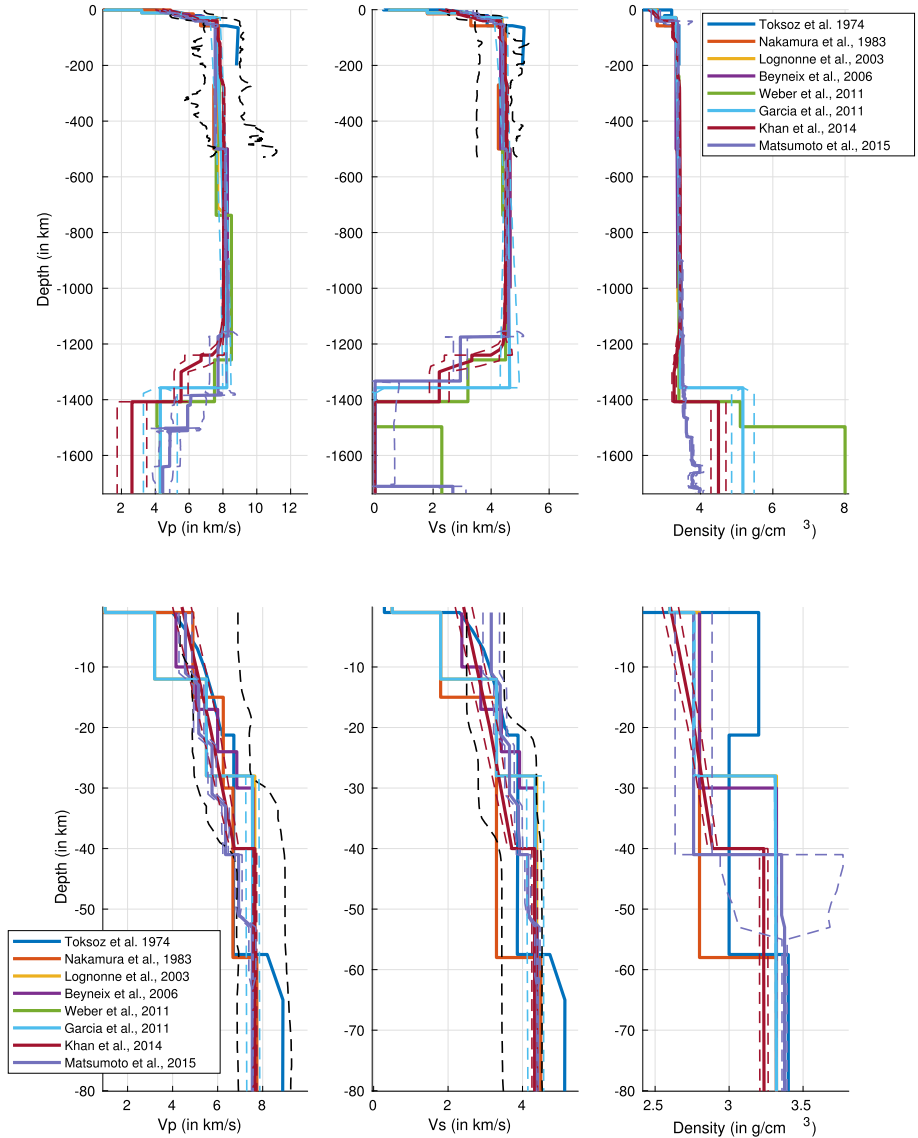 0
-200
-400
-600
-800
-1000
-1200
-1400
-1600
Depth (in km)
2 4 6 8 10 12
Vp (in km/s)
0
-200
-400
-600
-800
-1000
-1200
-1400
-1600
0 2 4 6
Vs (in km/s)
0
-200
-400
-600
-800
-1000
-1200
-1400
-1600
4 6 8
Density (in g/cm 3)
Toksoz et al. 1974
Nakamura et al., 1983
Lognonne et al., 2003
Beyneix et al., 2006
Weber et al., 2011
Garcia et al., 2011
Khan et al., 2014
Matsumoto et al., 2015
-10
-20
-30
-40
-50
-60
-70
-80
Depth (in km)
2 4 6 8
Vp (in km/s)
Toksoz et al. 1974
Nakamura et al., 1983
Lognonne et al., 2003
Beyneix et al., 2006
Weber et al., 2011
Garcia et al., 2011
Khan et al., 2014
Matsumoto et al., 2015
-10
-20
-30
-40
-50
-60
-70
-80
0 2 4
Vs (in km/s)
-10
-20
-30
-40
-50
-60
-70
-80
2.5 3 3.5
Density (in g/cm 3)